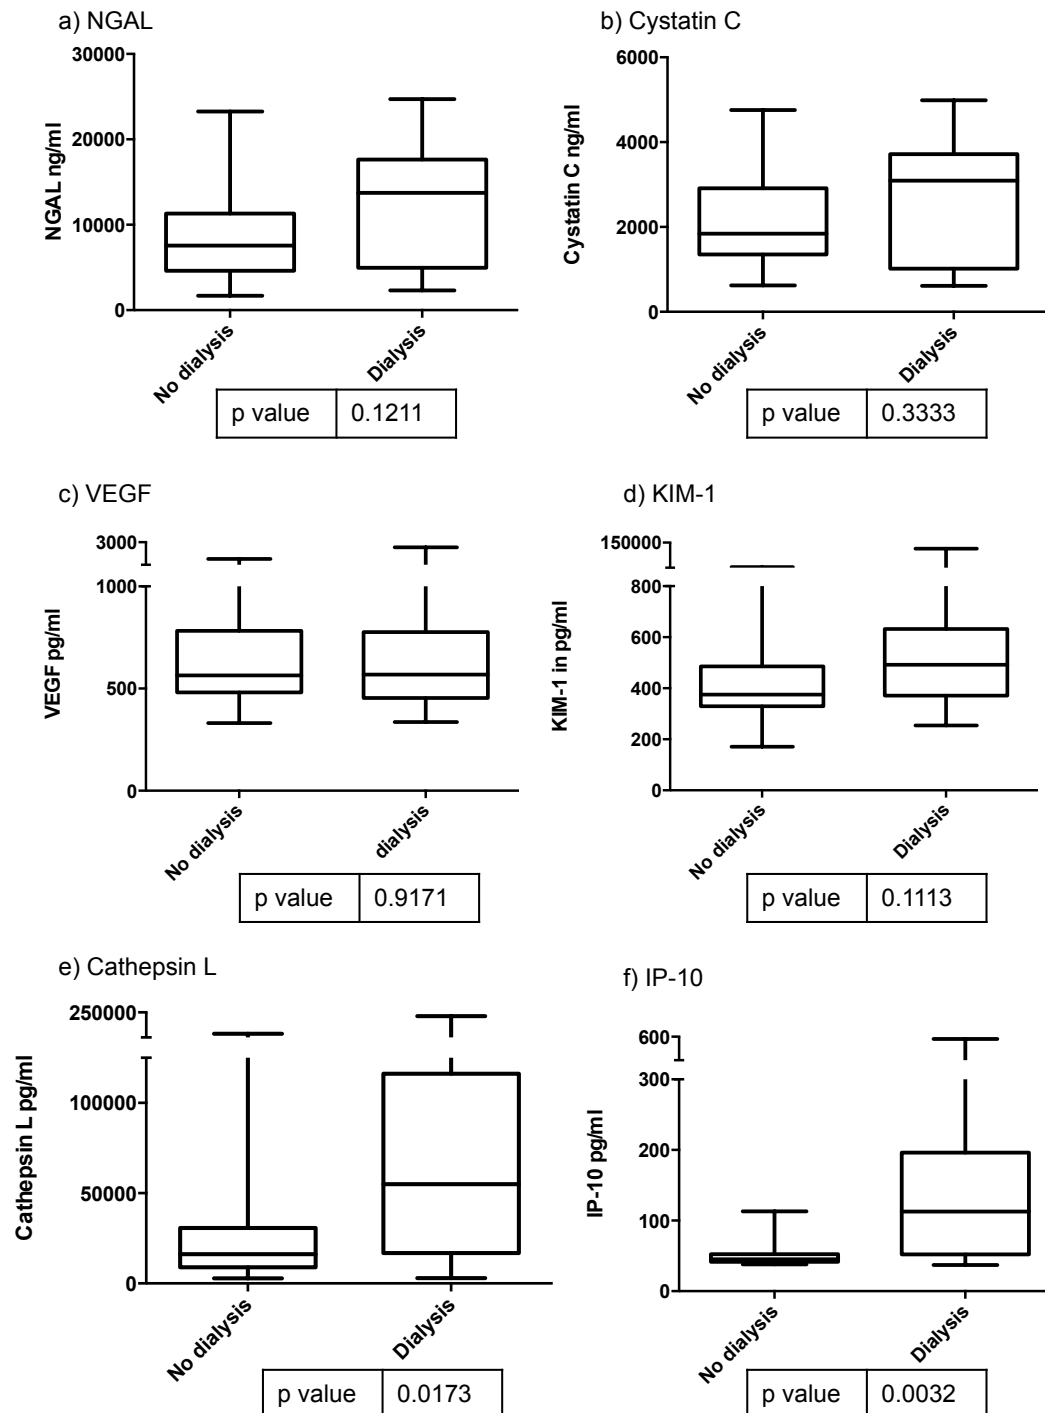 a) NGAL
30000
20000
10000
0
NGAL ng/ml
No dialysis
Dialysis
p value 0.1211
b) Cystatin C
6000
4000
2000
0
Cystatin C ng/ml
No dialysis
Dialysis
p value 0.3333
c) VEGF
3000
1000
500
0
VEGF pg/ml
No dialysis
dialysis
p value 0.9171
d) KIM-1
150000
800
600
400
200
0
KIM-1 in pg/ml
No dialysis
Dialysis
p value 0.1113
e) Cathepsin L
250000
100000
50000
0
Cathepsin L pg/ml
No dialysis
Dialysis
p value 0.0173
f) IP-10
600
300
200
100
0
IP-10 pg/ml
No dialysis
Dialysis
p value 0.0032